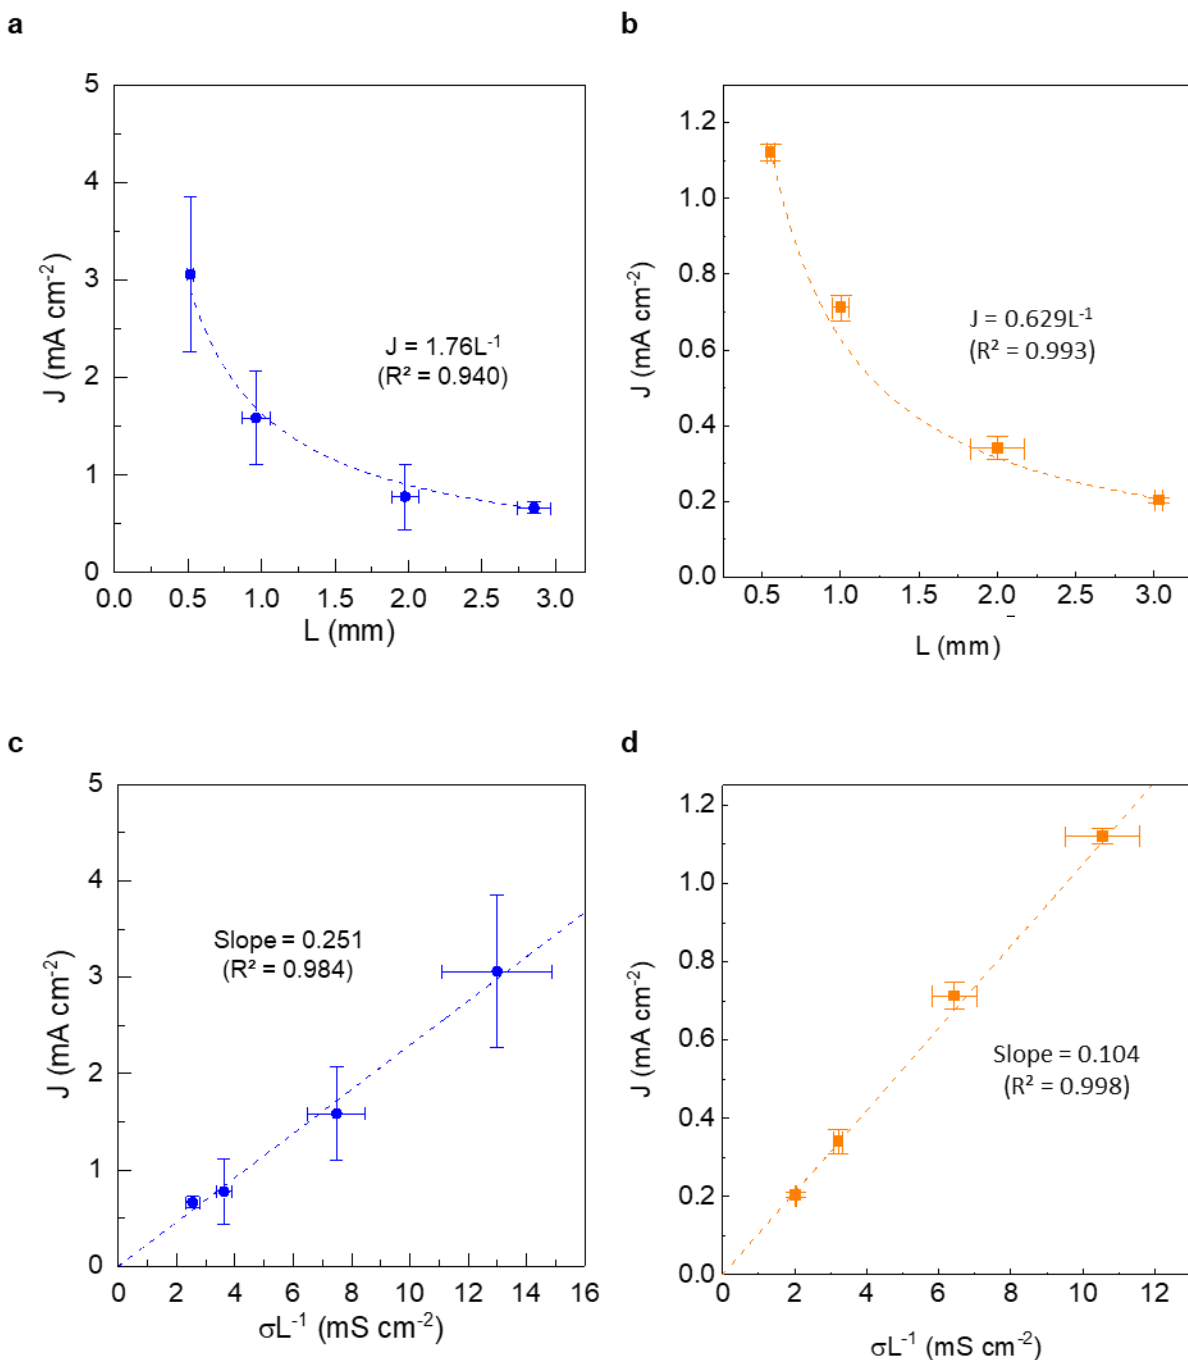 a
5
4
3
2
1
0
J (mA cm⁻²)
J = 1.76L⁻¹
(R² = 0.940)
0.0 0.5 1.0 1.5 2.0 2.5 3.0
L (mm)
b
1.2
1.0
0.8
0.6
0.4
0.2
0.0
J (mA cm⁻²)
J = 0.629L⁻¹
(R² = 0.993)
0.5 1.0 1.5 2.0 2.5 3.0
L (mm)
c
5
4
3
2
1
0
J (mA cm⁻²)
Slope = 0.251
(R² = 0.984)
0 2 4 6 8 10 12 14 16
σL⁻¹ (mS cm⁻²)
d
1.2
1.0
0.8
0.6
0.4
0.2
0.0
J (mA cm⁻²)
Slope = 0.104
(R² = 0.998)
0 2 4 6 8 10 12
σL⁻¹ (mS cm⁻²)